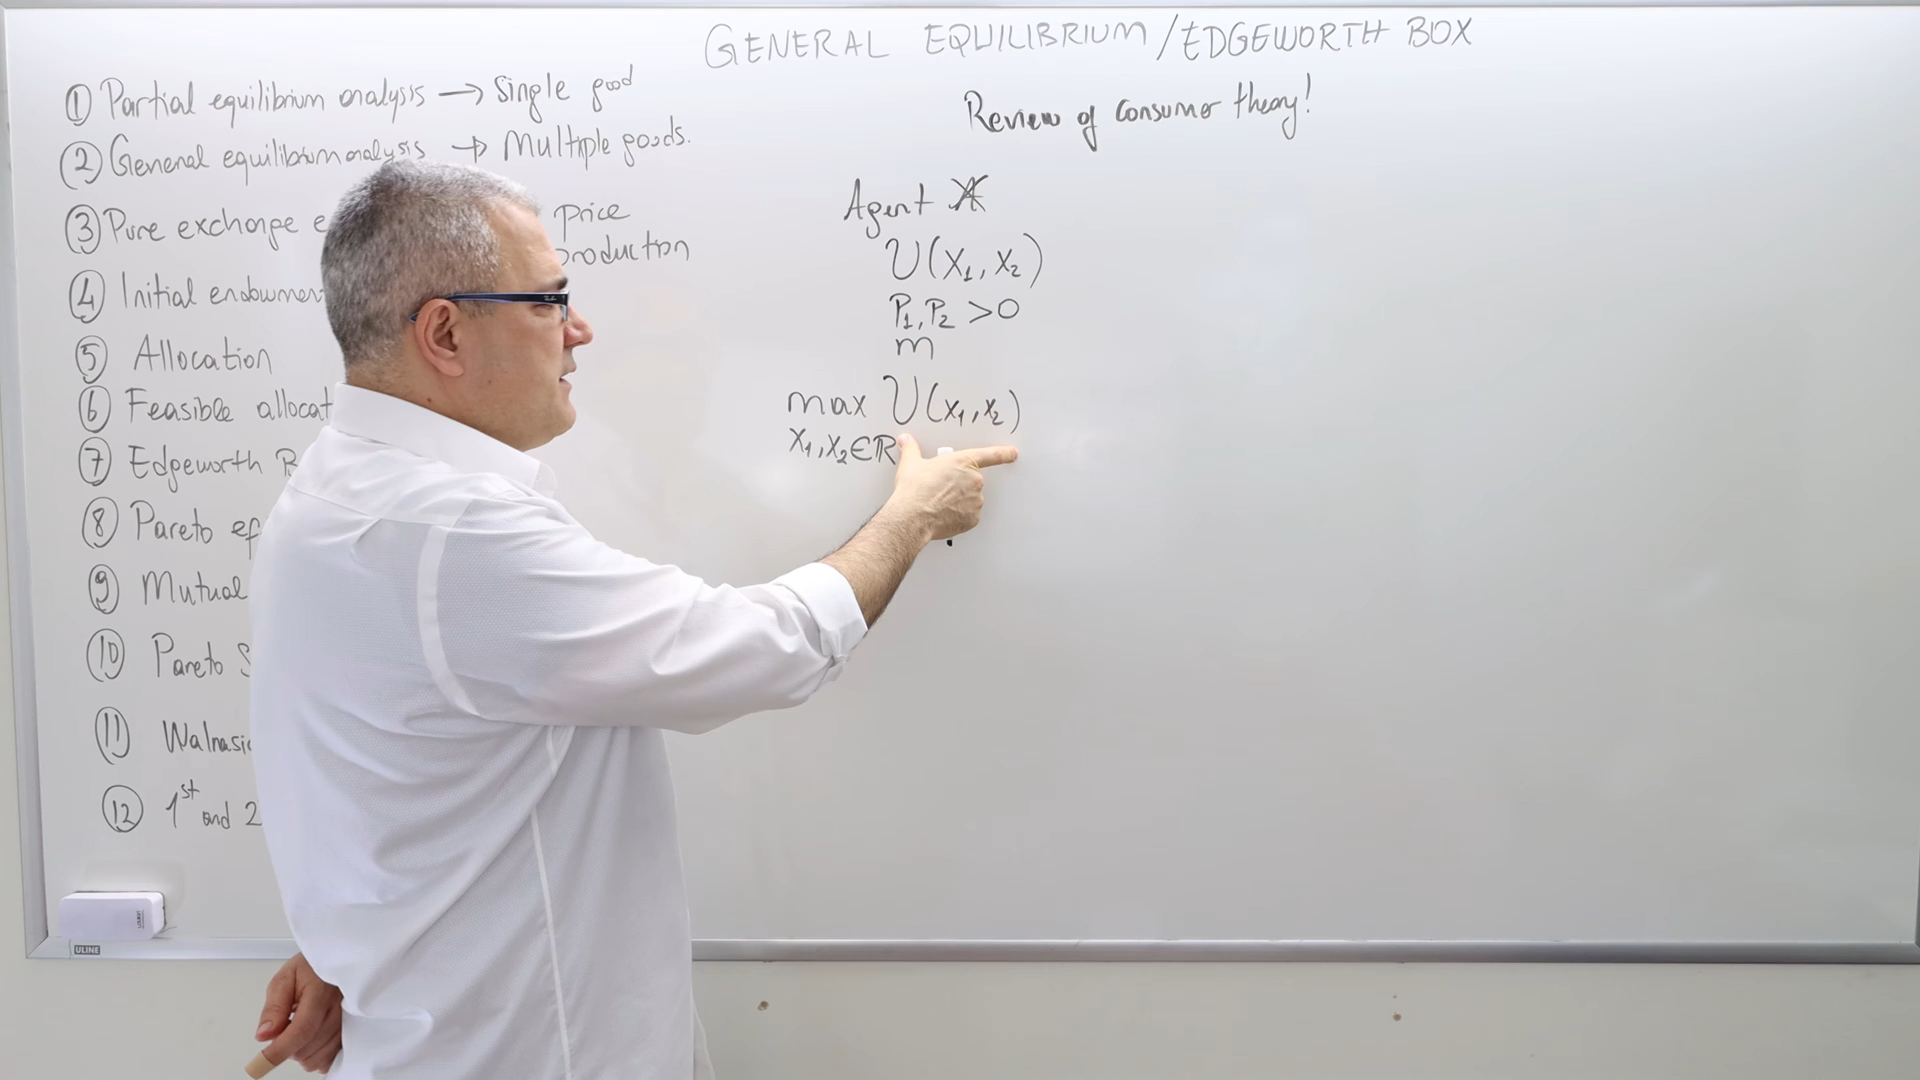 GENERAL EQUILIBRIUM/EDGEWORTH BOX
① Partial equilibrium analysis → Single good
② General equilibrium analysis → Multiple goods.
③ Pure exchange e
price
production
④ Initial endowmen
⑤ Allocation
⑥ Feasible allocat
⑦ Edgeworth B
⑧ Pareto ef
⑨ Mutual
⑩ Pareto S
⑪ Walrasi
⑫ 1st and 2
Review of consumer theory!
Agent
U(x₁, x₂)
P₁, P₂ > 0
m
max U(x₁, x₂)
x₁, x₂ ∈ ℝ
ULINE